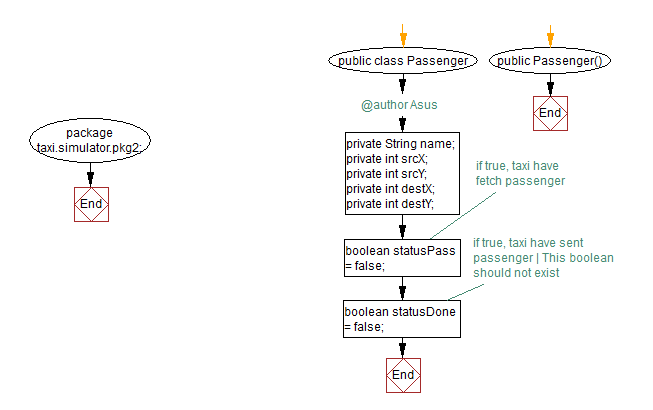 public class Passenger
public Passenger()
@author Asus
End
package
taxi.simulator.pkg2;
End
private String name;
private int srcX;
private int srcY;
private int destX;
private int destY;
if true, taxi have
fetch passenger
boolean statusPass
= false;
if true, taxi have sent
passenger | This boolean
should not exist
boolean statusDone
= false;
End